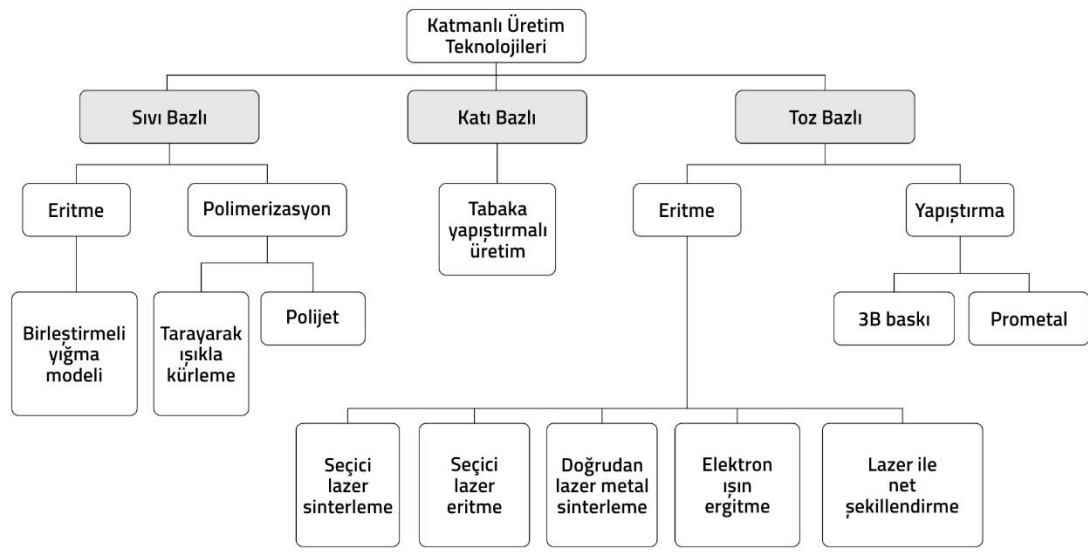 Katmanlı Üretim
Teknolojileri
Sıvı Bazlı
Katı Bazlı
Toz Bazlı
Eritme
Polimerizasyon
Tabaka
yapıştırmalı
üretim
Eritme
Yapıştırma
Birleştirmeli
yığma
modeli
Tarayarak
ışıkla
kürleme
Polijet
3B baskı
Prometal
Seçici
lazer
sinterleme
Seçici
lazer
eritme
Doğrudan
lazer metal
sinterleme
Elektron
ışın
ergitme
Lazer ile
net
şekillendirme